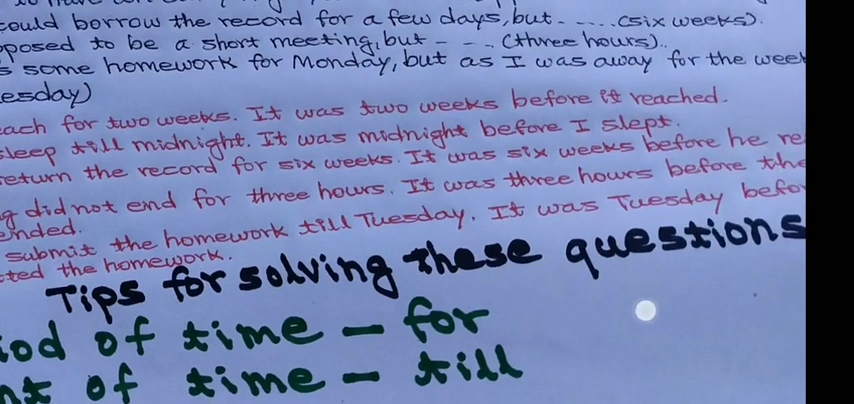 could borrow the record for a few days, but - .... (six weeks).
posed to be a short meeting, but - - -. (three hours)..
s some homework for Monday, but as I was away for the week
esday)
each for two weeks. It was two weeks before it reached.
sleep till midnight. It was midnight before I slept.
return the record for six weeks. It was six weeks before he re
g did not end for three hours. It was three hours before the
ended.
submit the homework till Tuesday. It was Tuesday befo
ted the homework.
Tips for solving these questions
iod of time - for
nt of time - till